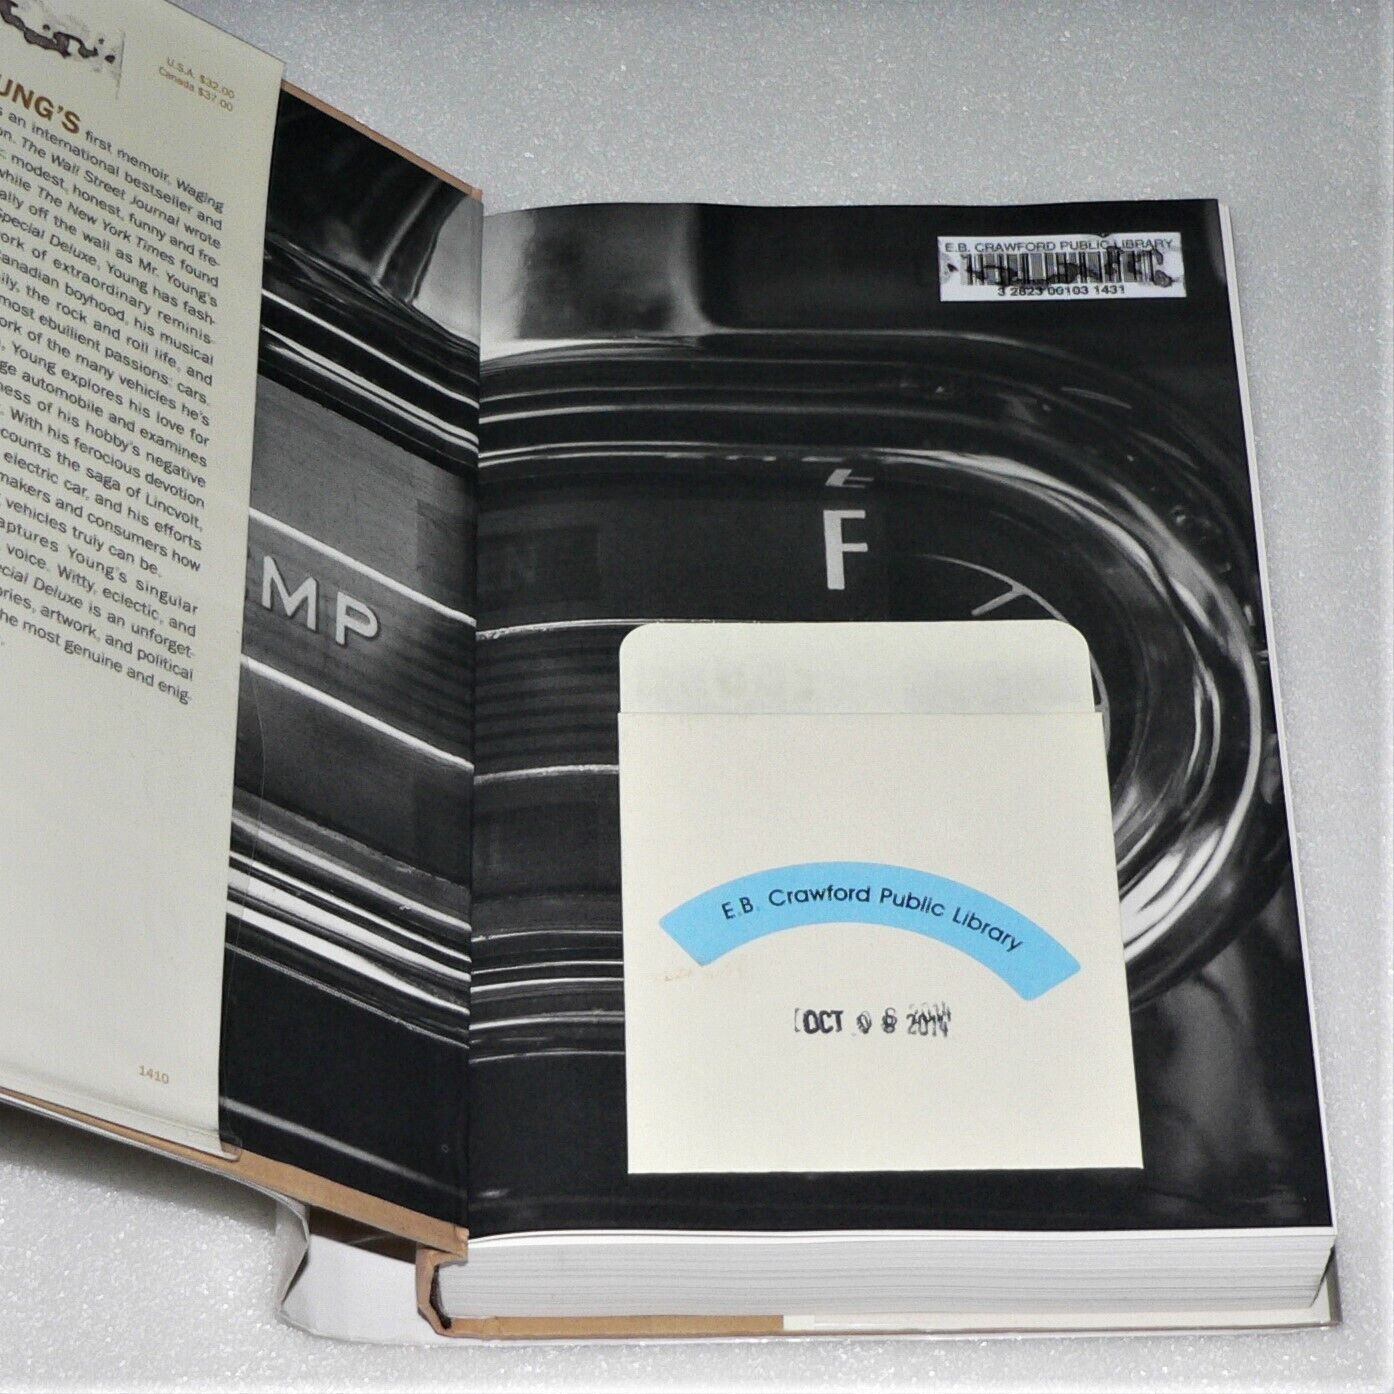 U.S.A. $32.00
Canada $37.00
UNG'S first memoir, Waging
s an international bestseller and
on. The Wall Street Journal wrote
modest, honest, funny and fre-
while The New York Times found
ally off the wall as Mr. Young's
Special Deluxe, Young has fash-
ork of extraordinary reminis-
Canadian boyhood, his musical
ily, the rock and roll life, and
most ebullient passions: cars.
ork of the many vehicles he's
, Young explores his love for
ge automobile and examines
ness of his hobby's negative
. With his ferocious devotion
counts the saga of Lincvolt,
electric car, and his efforts
makers and consumers how
vehicles truly can be.
aptures Young's singular
voice. Witty, eclectic, and
ecial Deluxe is an unforget-
ories, artwork, and political
he most genuine and enig-
1410
MP
F
E.B. CRAWFORD PUBLIC LIBRARY
3 2823 00103 1431
E.B. Crawford Public Library
OCT 2014